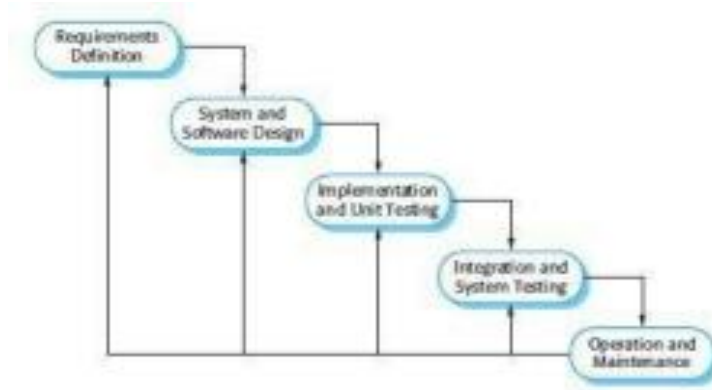 Requirements
Definition
System and
Software Design
Implementation
and Unit Testing
Integration and
System Testing
Operation and
Maintenance